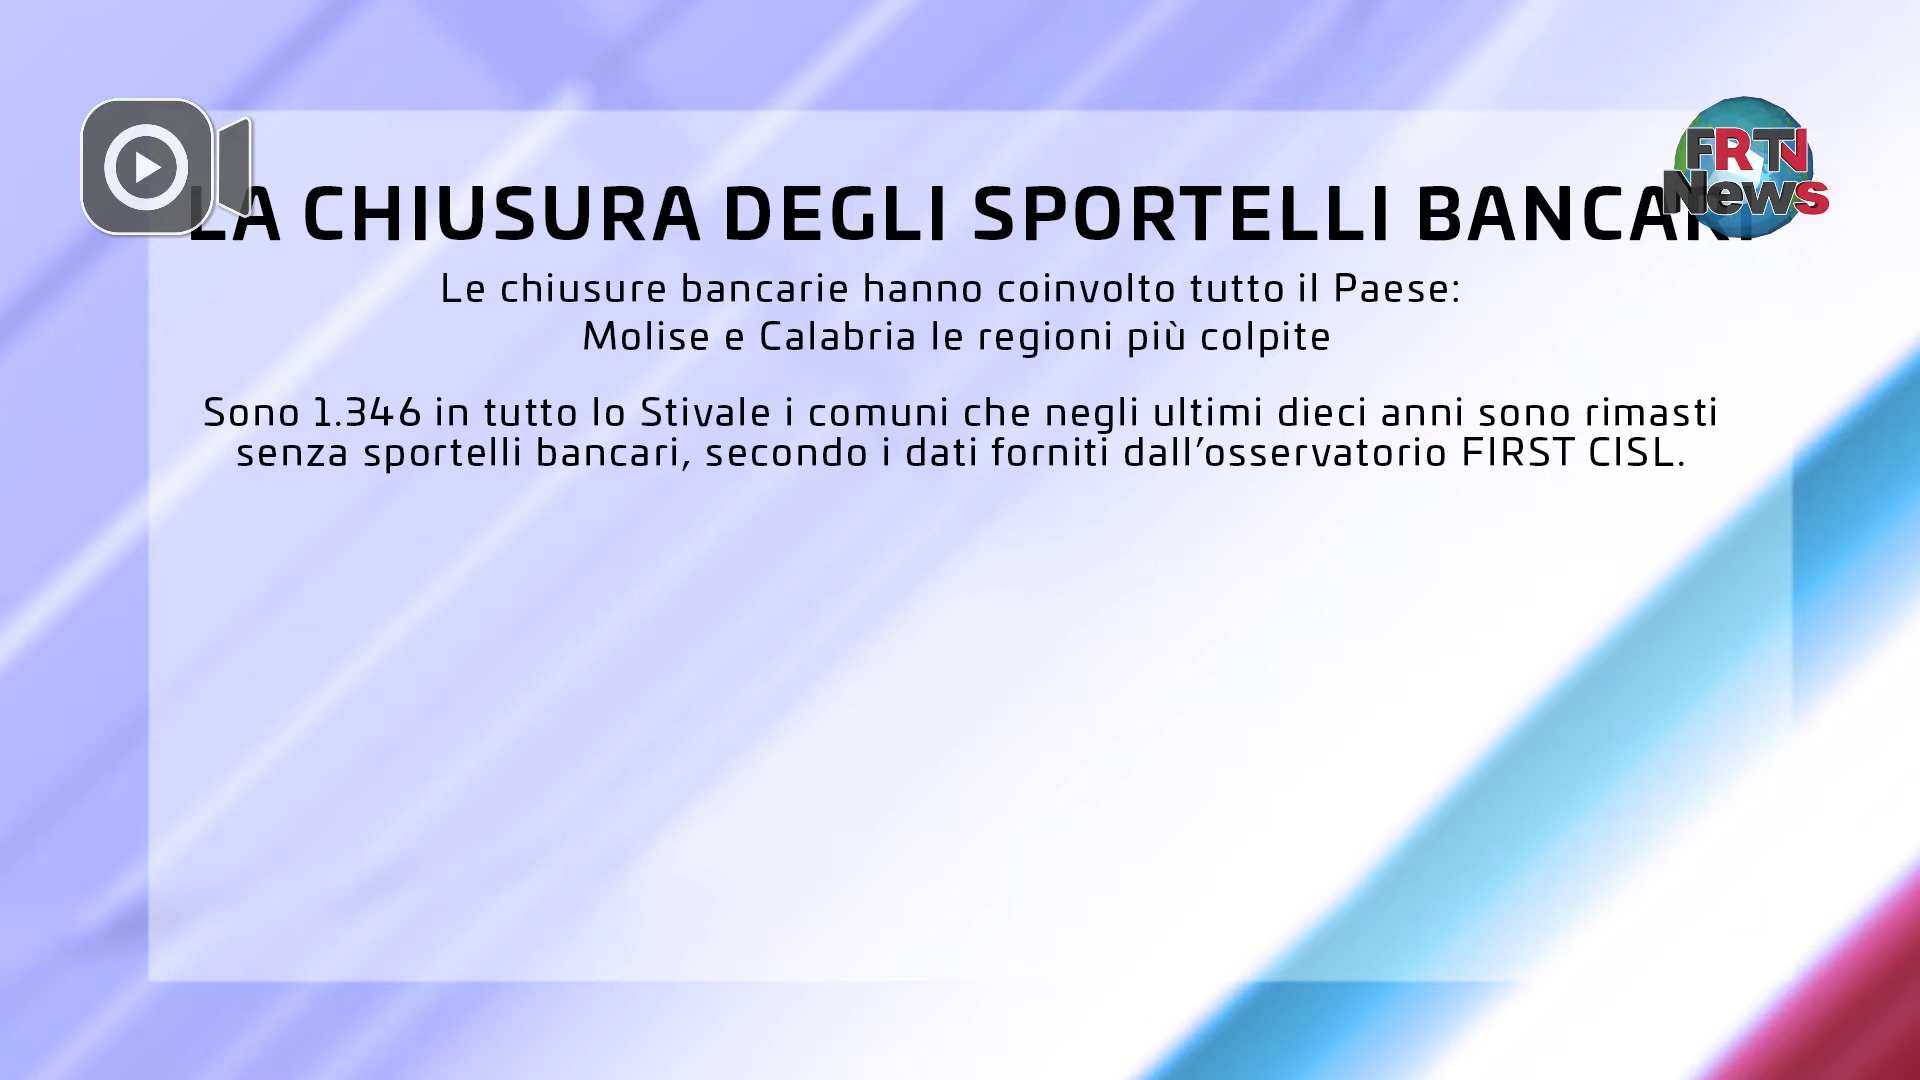 LA CHIUSURA DEGLI SPORTELLI BANCARI
FRTN
News
Le chiusure bancarie hanno coinvolto tutto il Paese:
Molise e Calabria le regioni più colpite
Sono 1.346 in tutto lo Stivale i comuni che negli ultimi dieci anni sono rimasti
senza sportelli bancari, secondo i dati forniti dall’osservatorio FIRST CISL.